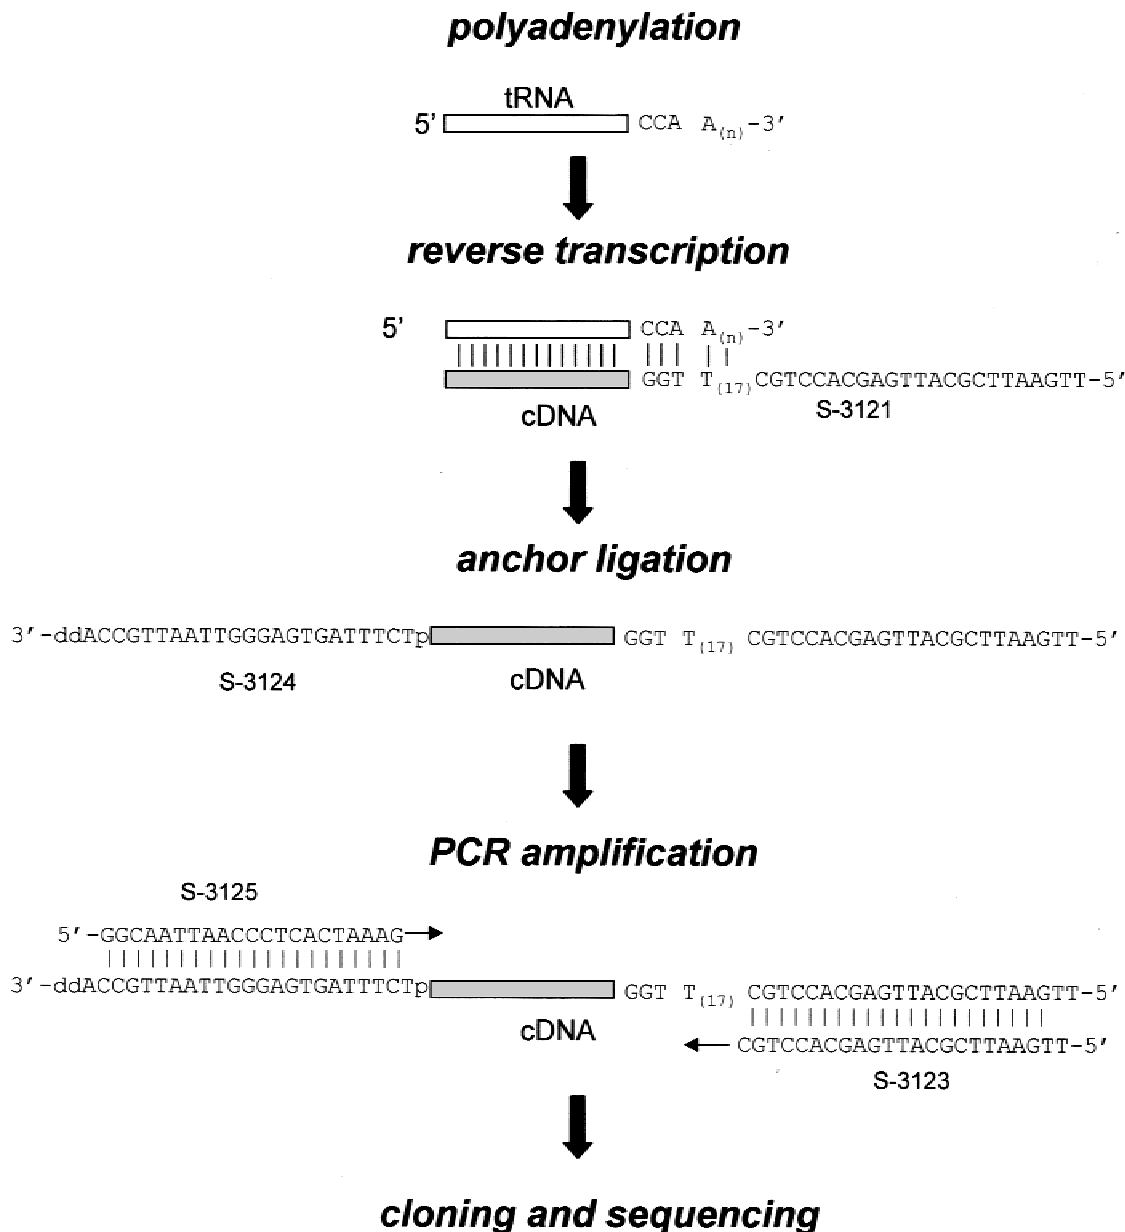 polyadenylation
tRNA
5' CCA A(n)-3'
reverse transcription
5' CCA A(n)-3'
GGT T(17)CGTCCACGAGTTACGCTTAAGTT-5'
cDNA S-3121
anchor ligation
3'-ddACCGTTAATTGGGAGTGATTTCTp GGT T(17) CGTCCACGAGTTACGCTTAAGTT-5'
S-3124 cDNA
PCR amplification
S-3125
5'-GGCAATTAACCCTCACTAAAG
3'-ddACCGTTAATTGGGAGTGATTTCTp GGT T(17) CGTCCACGAGTTACGCTTAAGTT-5'
cDNA CGTCCACGAGTTACGCTTAAGTT-5'
S-3123
cloning and sequencing